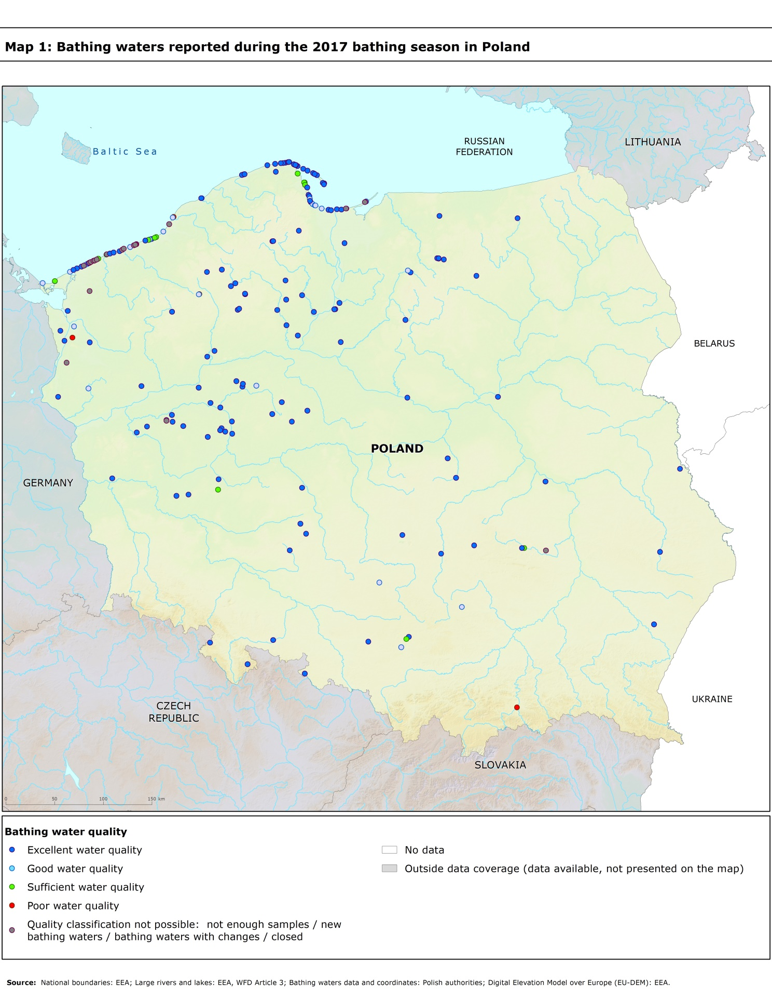 Map 1: Bathing waters reported during the 2017 bathing season in Poland
RUSSIAN
FEDERATION
LITHUANIA
Baltic Sea
BELARUS
POLAND
GERMANY
UKRAINE
CZECH
REPUBLIC
SLOVAKIA
0 50 100 150 km
Bathing water quality
Excellent water quality
Good water quality
Sufficient water quality
Poor water quality
Quality classification not possible: not enough samples / new
bathing waters / bathing waters with changes / closed
No data
Outside data coverage (data available, not presented on the map)
Source: National boundaries: EEA; Large rivers and lakes: EEA, WFD Article 3; Bathing waters data and coordinates: Polish authorities; Digital Elevation Model over Europe (EU-DEM): EEA.